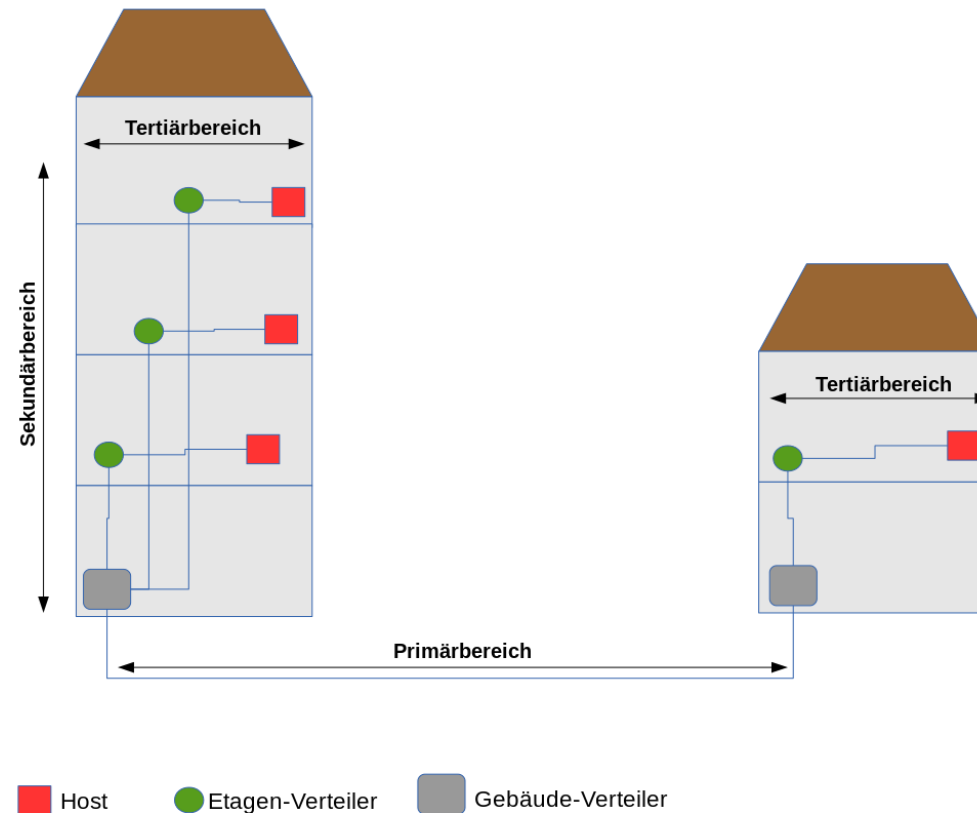 Tertiärbereich
Sekundärbereich
Tertiärbereich
Primärbereich
Host
Etagen-Verteiler
Gebäude-Verteiler